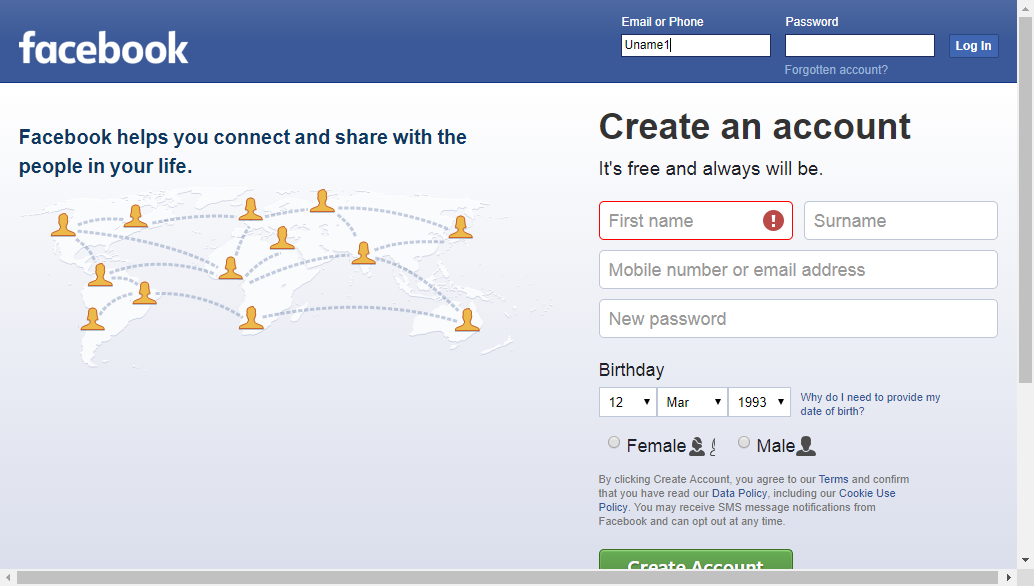 facebook
Email or Phone
Password
Uname1
Log In
Forgotten account?
Facebook helps you connect and share with the
people in your life.
Create an account
It's free and always will be.
First name
Surname
Mobile number or email address
New password
Birthday
12 Mar 1993
Why do I need to provide my
date of birth?
Female Male
By clicking Create Account, you agree to our Terms and confirm
that you have read our Data Policy, including our Cookie Use
Policy. You may receive SMS message notifications from
Facebook and can opt out at any time.
Create Account